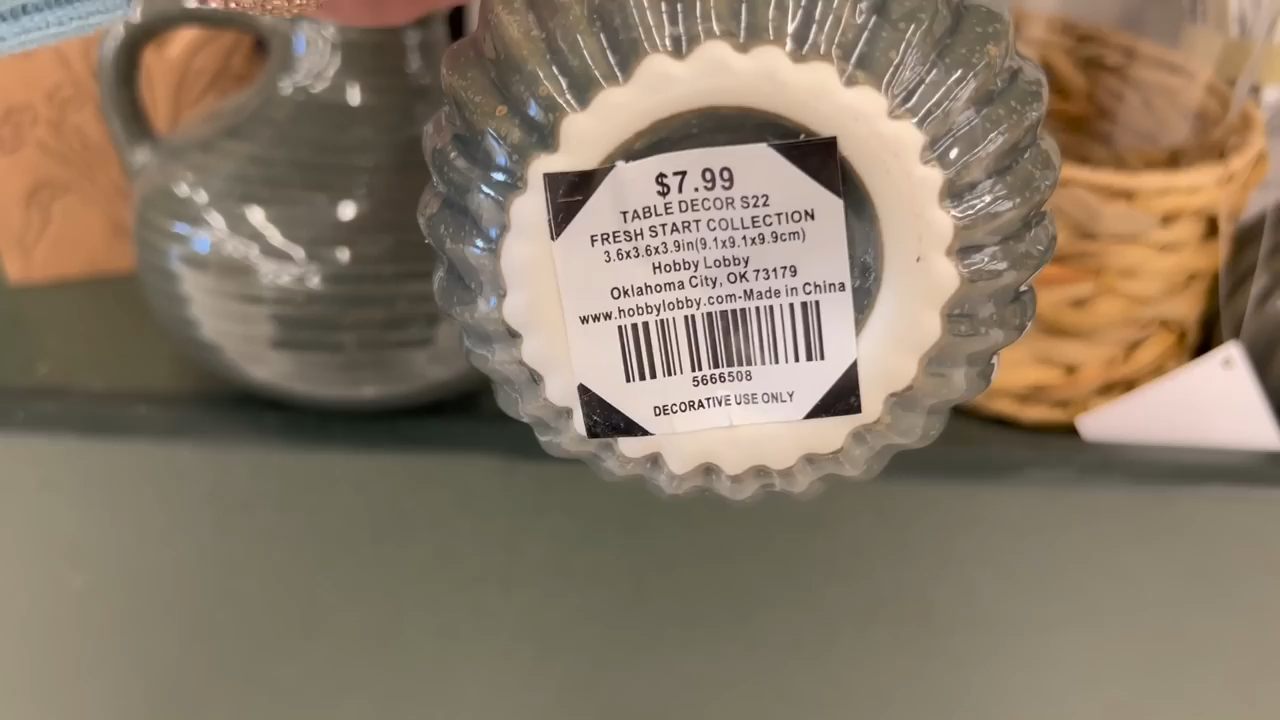 $7.99
TABLE DECOR S22
FRESH START COLLECTION
3.6x3.6x3.9in(9.1x9.1x9.9cm)
Hobby Lobby
Oklahoma City, OK 73179
www.hobbylobby.com-Made in China
5666508
DECORATIVE USE ONLY